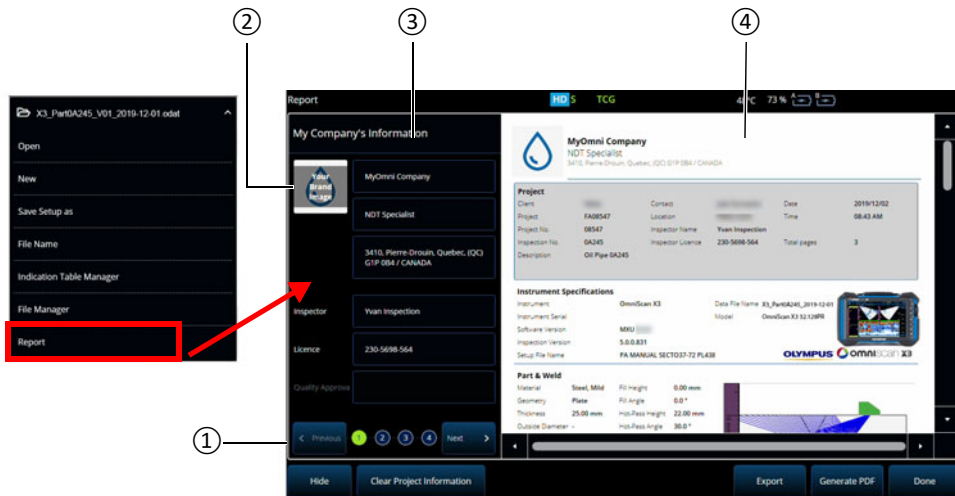 ② ③ ④
X3_Part0A245_V01_2019-12-01.odat
Open
New
Save Setup as
File Name
Indication Table Manager
File Manager
Report
Report HD S TCG 48°C 73 % A B
My Company's Information
Your Brand Image
MyOmni Company
NDT Specialist
3410, Pierre-Drouin, Quebec, (QC)
G1P 0B4 / CANADA
Inspector Yvan Inspection
Licence 230-5698-564
Quality Approva
① < Previous 1 2 3 4 Next >
Hide Clear Project Information Export Generate PDF Done
MyOmni Company
NDT Specialist
3410, Pierre-Drouin, Quebec, (QC) G1P 0B4 / CANADA
Project
Client Contact Date 2019/12/02
Project FA08547 Location Time 08:43 AM
Project No. 08547 Inspector Name Yvan Inspection
Inspection No. 0A245 Inspector Licence 230-5698-564 Total pages 3
Description Oil Pipe 0A245
Instrument Specifications
Instrument OmniScan X3 Data File Name X3_Part0A245_2019-12-01
Instrument Serial Model OmniScan X3 32:128PR
Software Version MXU
Inspection Version 5.0.0.831
Setup File Name PA MANUAL SECTO37-72 PL438 OLYMPUS OmniScan X3
Part & Weld
Material Steel, Mild Fill Height 0.00 mm
Geometry Plate Fill Angle 0.0 °
Thickness 25.00 mm Hot-Pass Height 22.00 mm
Outside Diameter - Hot-Pass Angle 30.0 °